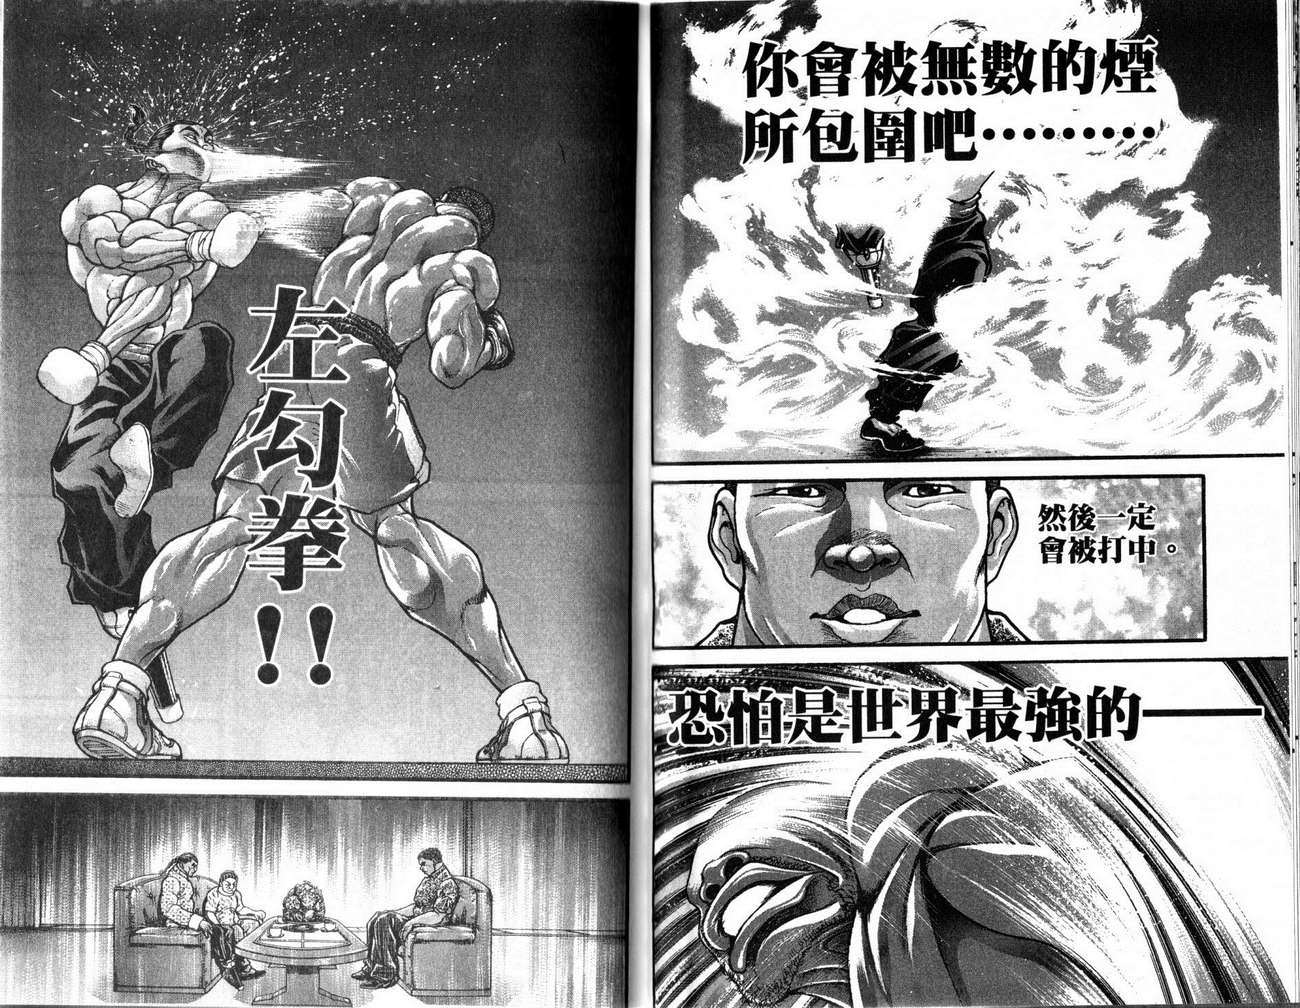 你會被無數的煙
所包圍吧………
然後一定
會被打中。
恐怕是世界最強的——
左勾拳!!